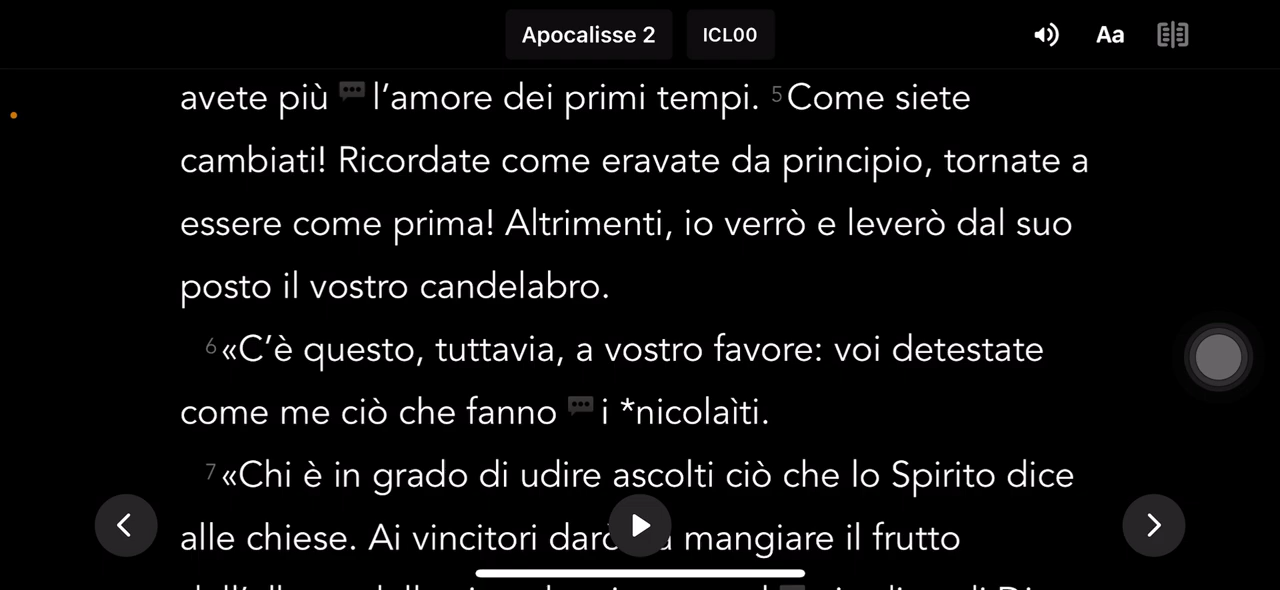 Apocalisse 2 ICL00 Aa
avete più l’amore dei primi tempi. 5 Come siete
cambiati! Ricordate come eravate da principio, tornate a
essere come prima! Altrimenti, io verrò e leverò dal suo
posto il vostro candelabro.
6 «C’è questo, tuttavia, a vostro favore: voi detestate
come me ciò che fanno i *nicolaìti.
7 «Chi è in grado di udire ascolti ciò che lo Spirito dice
alle chiese. Ai vincitori darò mangiare il frutto